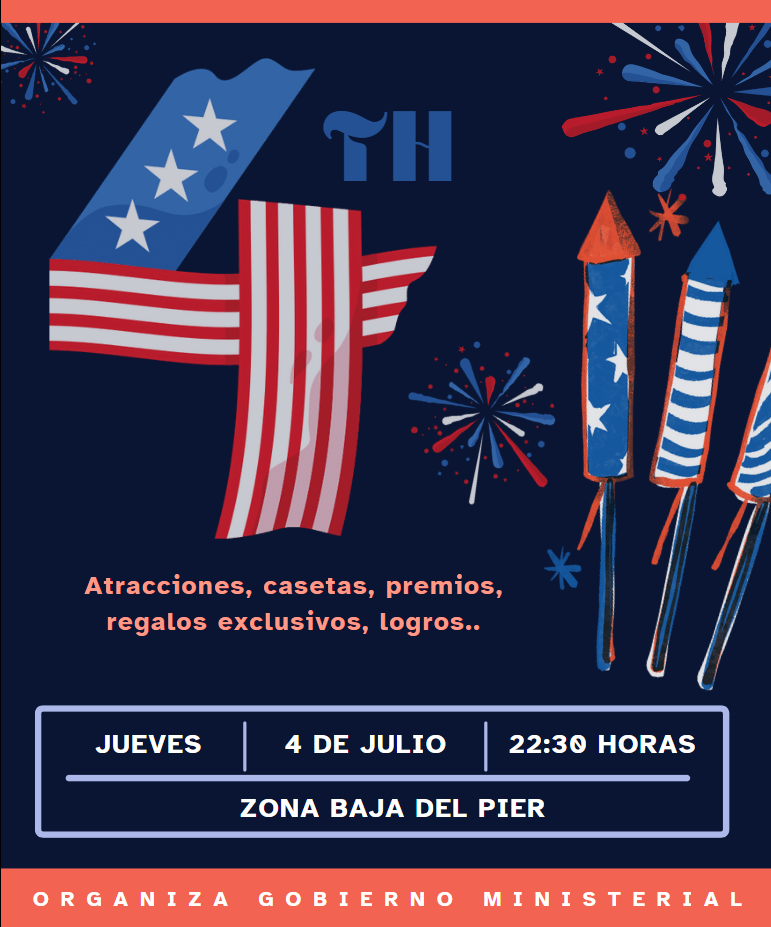 4 TH
Atracciones, casetas, premios,
regalos exclusivos, logros..
JUEVES 4 DE JULIO 22:30 HORAS
ZONA BAJA DEL PIER
ORGANIZA GOBIERNO MINISTERIAL